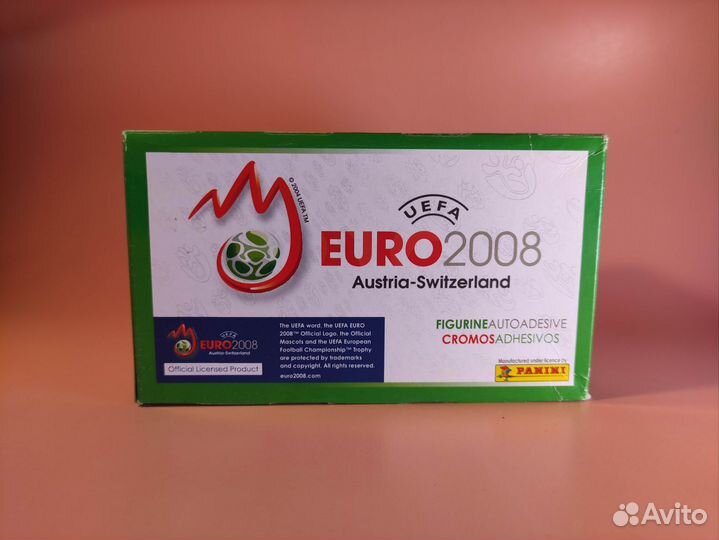 © 2004 UEFA TM
UEFA
EURO2008
Austria-Switzerland
FIGURINEAUTOADESIVE
CROMOSADHESIVOS
Manufactured under licence by
PANINI
UEFA
EURO2008
Austria-Switzerland
Official Licensed Product
The UEFA word, the UEFA EURO
2008™ Official Logo, the Official
Mascots and the UEFA European
Football Championship™ Trophy
are protected by trademarks
and copyright. All rights reserved.
euro2008.com
Avito